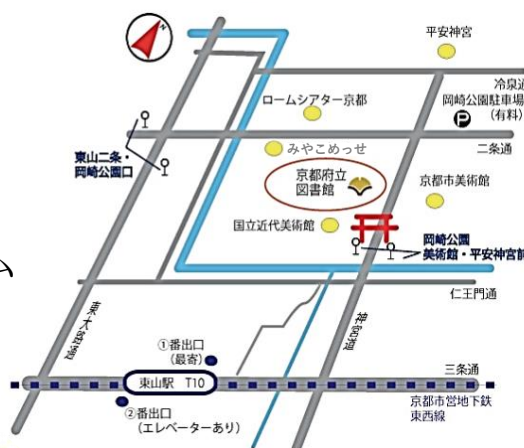 平安神宮
冷泉通
岡崎公園駐車場
(有料)
P
ロームシアター京都
二条通
東山二条・
岡崎公園口
みやこめっせ
京都府立
図書館
京都市美術館
国立近代美術館
岡崎公園
美術館・平安神宮前
ム
仁王門通
東大路通
神宮道
①番出口
(最寄)
三条通
東山駅 T10
京都市営地下鉄
東西線
②番出口
(エレベーターあり)